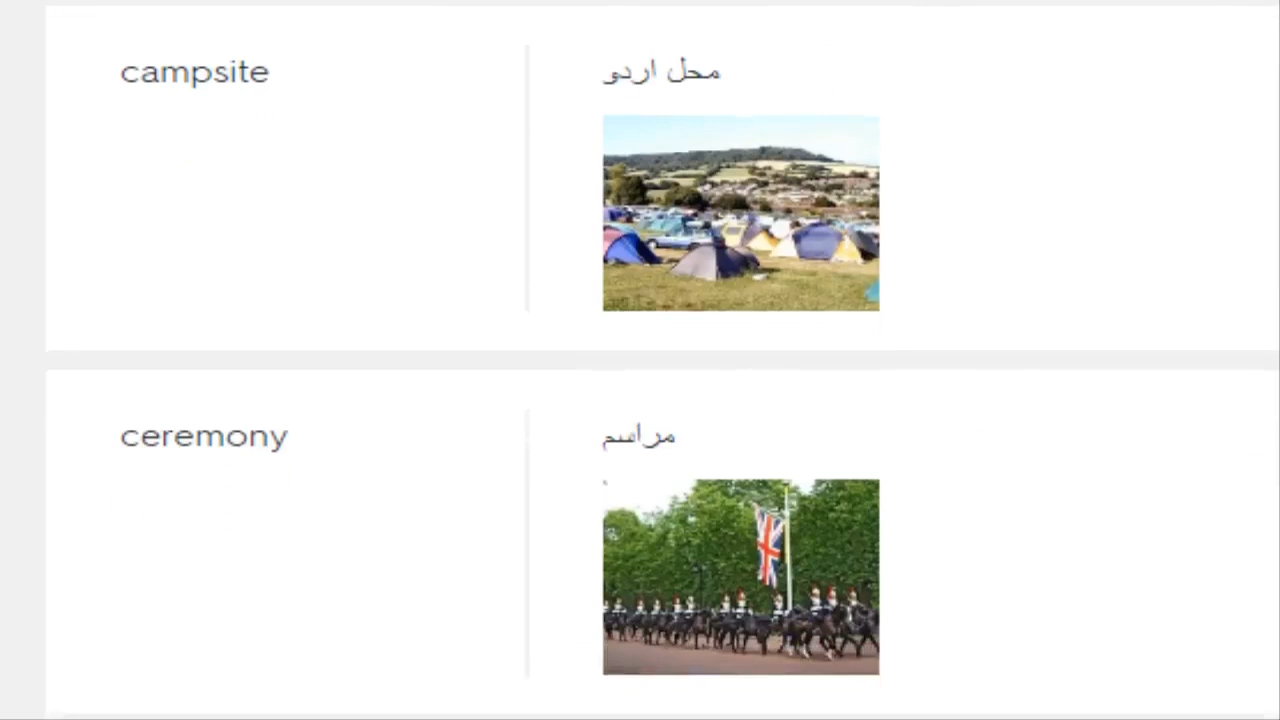 campsite
محل اردو
ceremony
مراسم